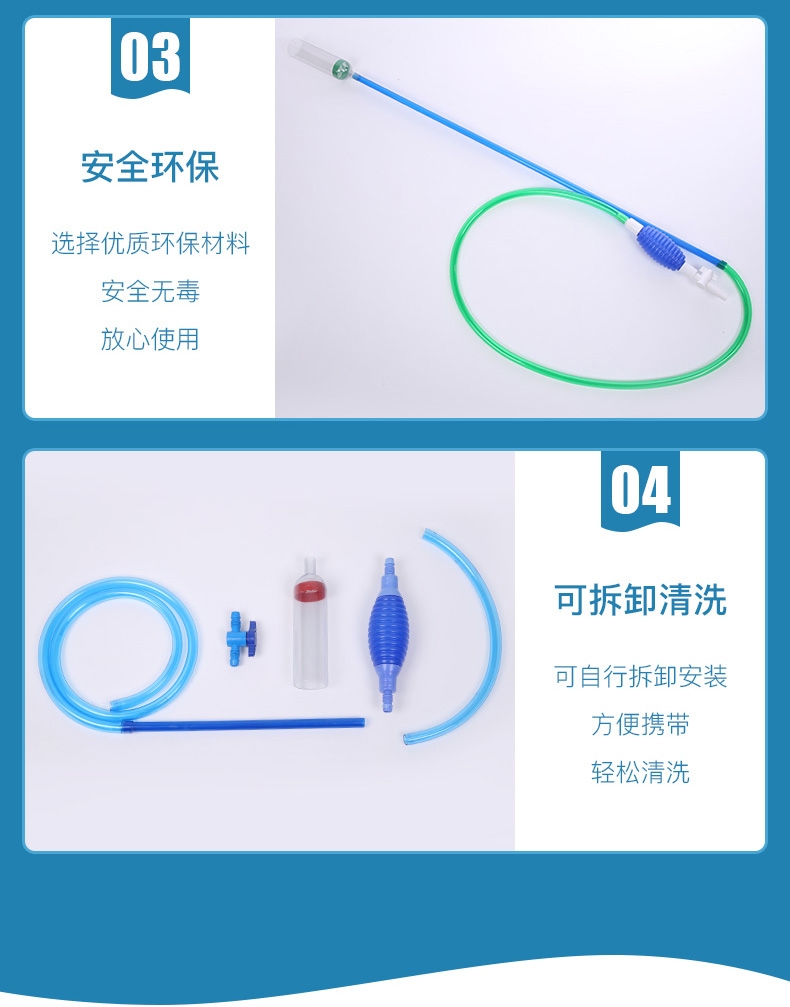 03
安全环保
选择优质环保材料
安全无毒
放心使用
04
可拆卸清洗
可自行拆卸安装
方便携带
轻松清洗